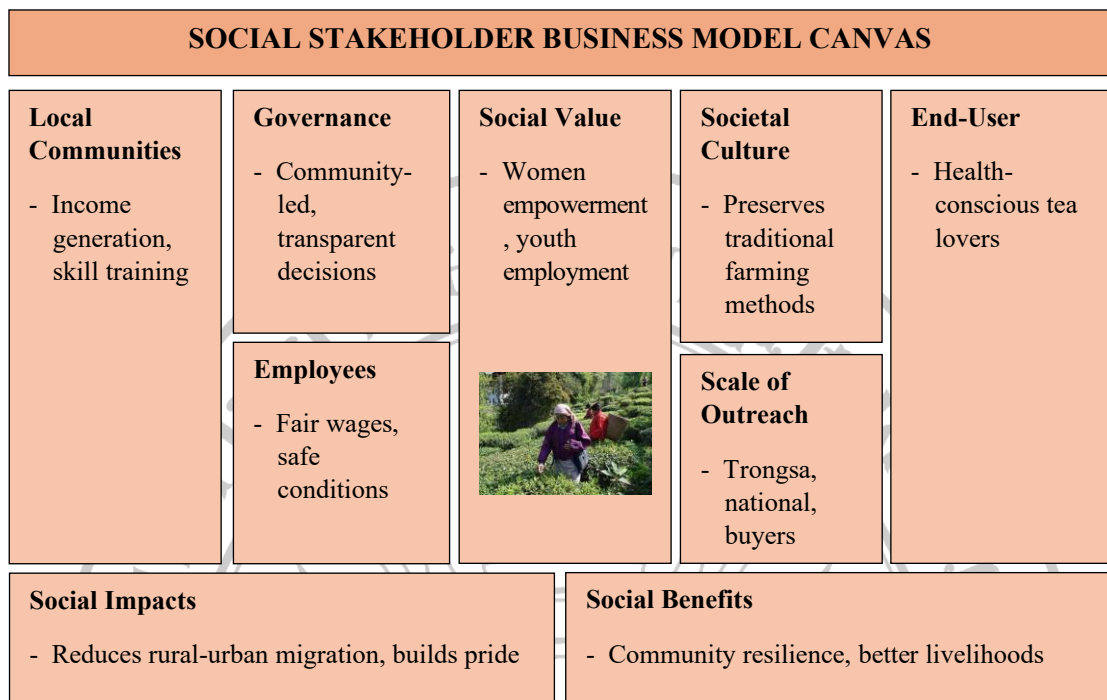 SOCIAL STAKEHOLDER BUSINESS MODEL CANVAS
Local
Communities
- Income
generation,
skill training
Governance
- Community-
led,
transparent
decisions
Employees
- Fair wages,
safe
conditions
Social Value
- Women
empowerment
, youth
employment
Societal
Culture
- Preserves
traditional
farming
methods
Scale of
Outreach
- Trongsa,
national,
buyers
End-User
- Health-
conscious tea
lovers
Social Impacts
- Reduces rural-urban migration, builds pride
Social Benefits
- Community resilience, better livelihoods